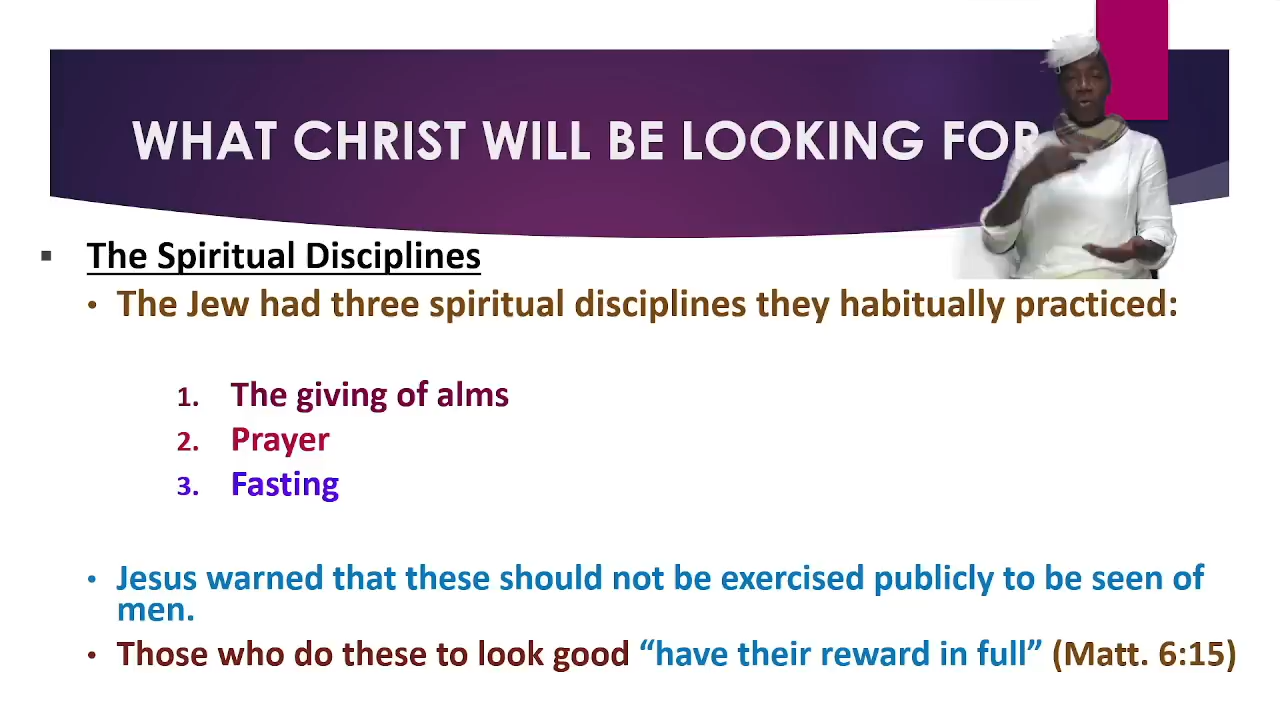 WHAT CHRIST WILL BE LOOKING FOR
▪ The Spiritual Disciplines
• The Jew had three spiritual disciplines they habitually practiced:
1. The giving of alms
2. Prayer
3. Fasting
• Jesus warned that these should not be exercised publicly to be seen of
men.
• Those who do these to look good “have their reward in full” (Matt. 6:15)